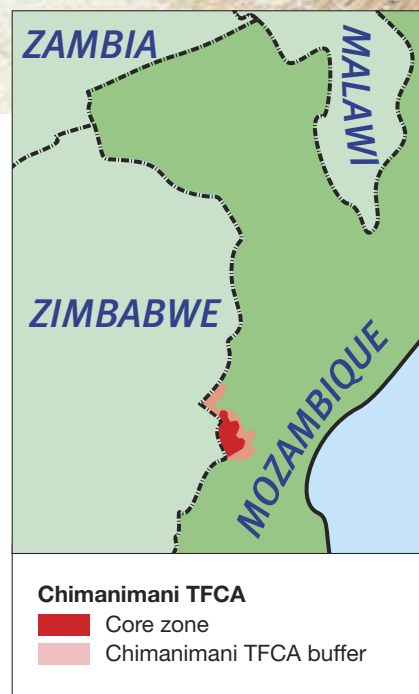 ZAMBIA
MALAWI
ZIMBABWE
MOZAMBIQUE
Chimanimani TFCA
Core zone
Chimanimani TFCA buffer